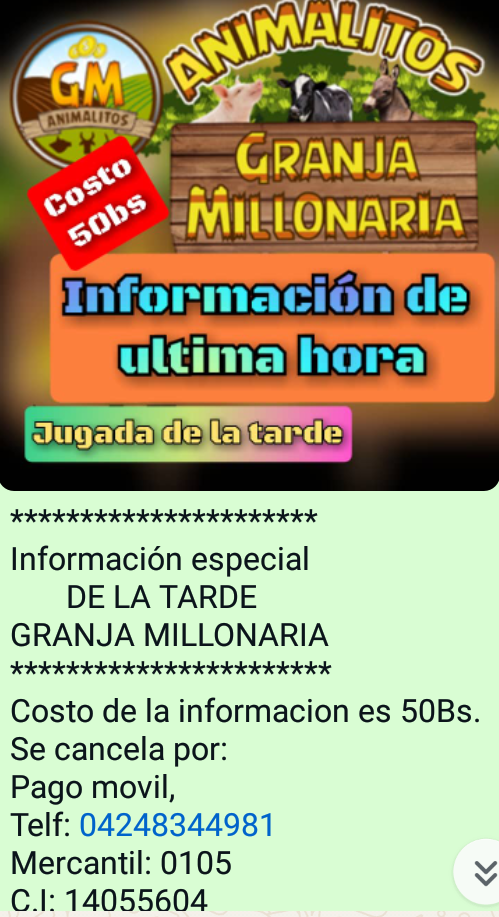 ANIMALITOS
GM
ANIMALITOS
GRANJA
MILLONARIA
Costo
50bs
Información de
ultima hora
Jugada de la tarde
**********************
Información especial
DE LA TARDE
GRANJA MILLONARIA
***********************
Costo de la informacion es 50Bs.
Se cancela por:
Pago movil,
Telf: 04248344981
Mercantil: 0105
C.I: 14055604